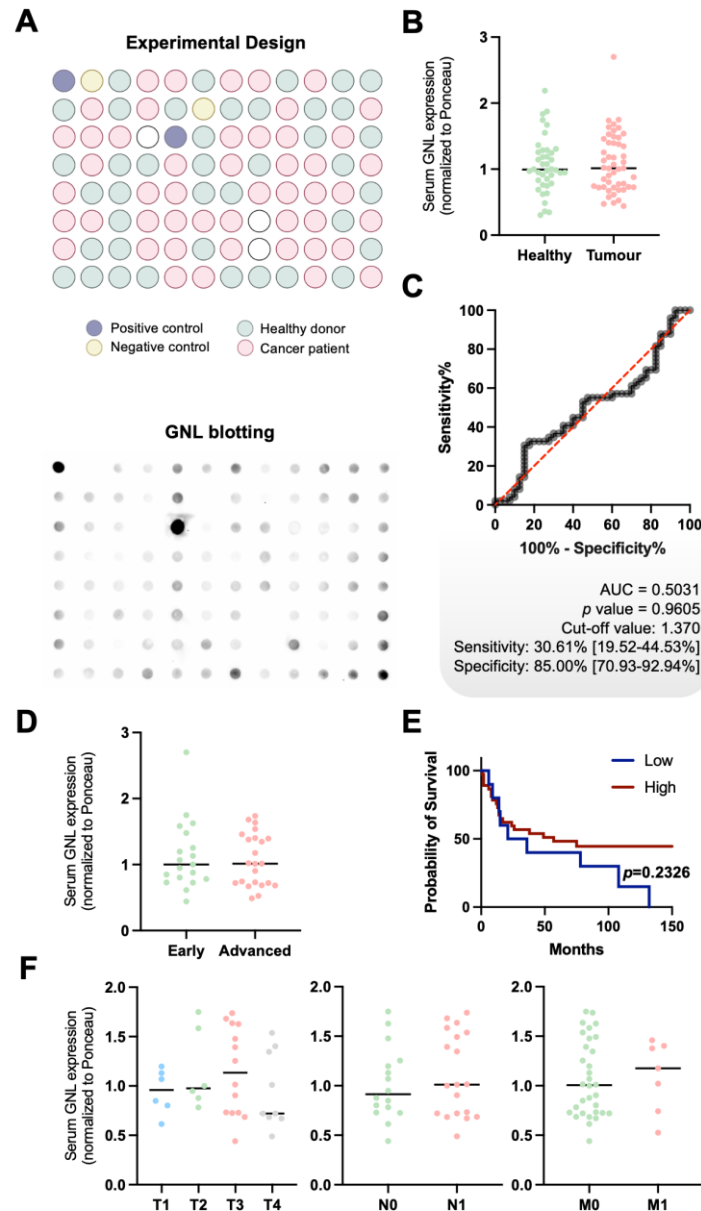 A
Experimental Design
Positive control
Healthy donor
Negative control
Cancer patient
GNL blotting
B
Serum GNL expression
(normalized to Ponceau)
3
2
1
0
Healthy
Tumour
C
Sensitivity%
100
80
60
40
20
0
0 20 40 60 80 100
100% - Specificity%
AUC = 0.5031
p value = 0.9605
Cut-off value: 1.370
Sensitivity: 30.61% [19.52-44.53%]
Specificity: 85.00% [70.93-92.94%]
D
Serum GNL expression
(normalized to Ponceau)
3
2
1
0
Early
Advanced
E
Probability of Survival
100
50
0
Low
High
p=0.2326
0 50 100 150
Months
F
Serum GNL expression
(normalized to Ponceau)
2.0
1.5
1.0
0.5
0.0
T1 T2 T3 T4
2.0
1.5
1.0
0.5
0.0
N0 N1
2.0
1.5
1.0
0.5
0.0
M0 M1